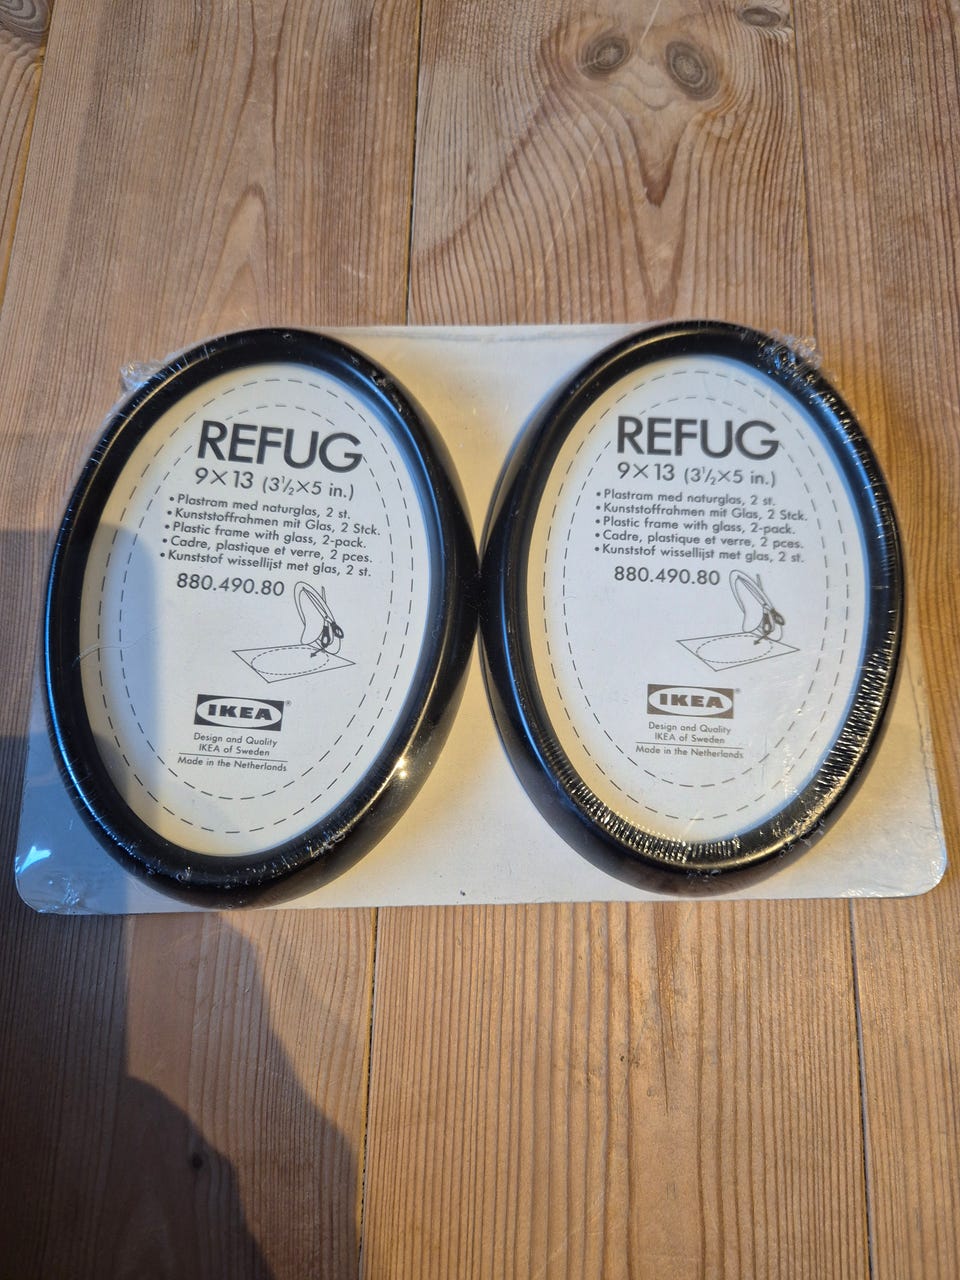 REFUG
9×13 (3½×5 in.)
• Plastram med naturglas, 2 st.
• Kunststoffrahmen mit Glas, 2 Stck.
• Plastic frame with glass, 2-pack.
• Cadre, plastique et verre, 2 pces.
• Kunststof wissellijst met glas, 2 st.
880.490.80
IKEA®
Design and Quality
IKEA of Sweden
Made in the Netherlands
REFUG
9×13 (3½×5 in.)
• Plastram med naturglas, 2 st.
• Kunststoffrahmen mit Glas, 2 Stck.
• Plastic frame with glass, 2-pack.
• Cadre, plastique et verre, 2 pces.
• Kunststof wissellijst met glas, 2 st.
880.490.80
IKEA®
Design and Quality
IKEA of Sweden
Made in the Netherlands